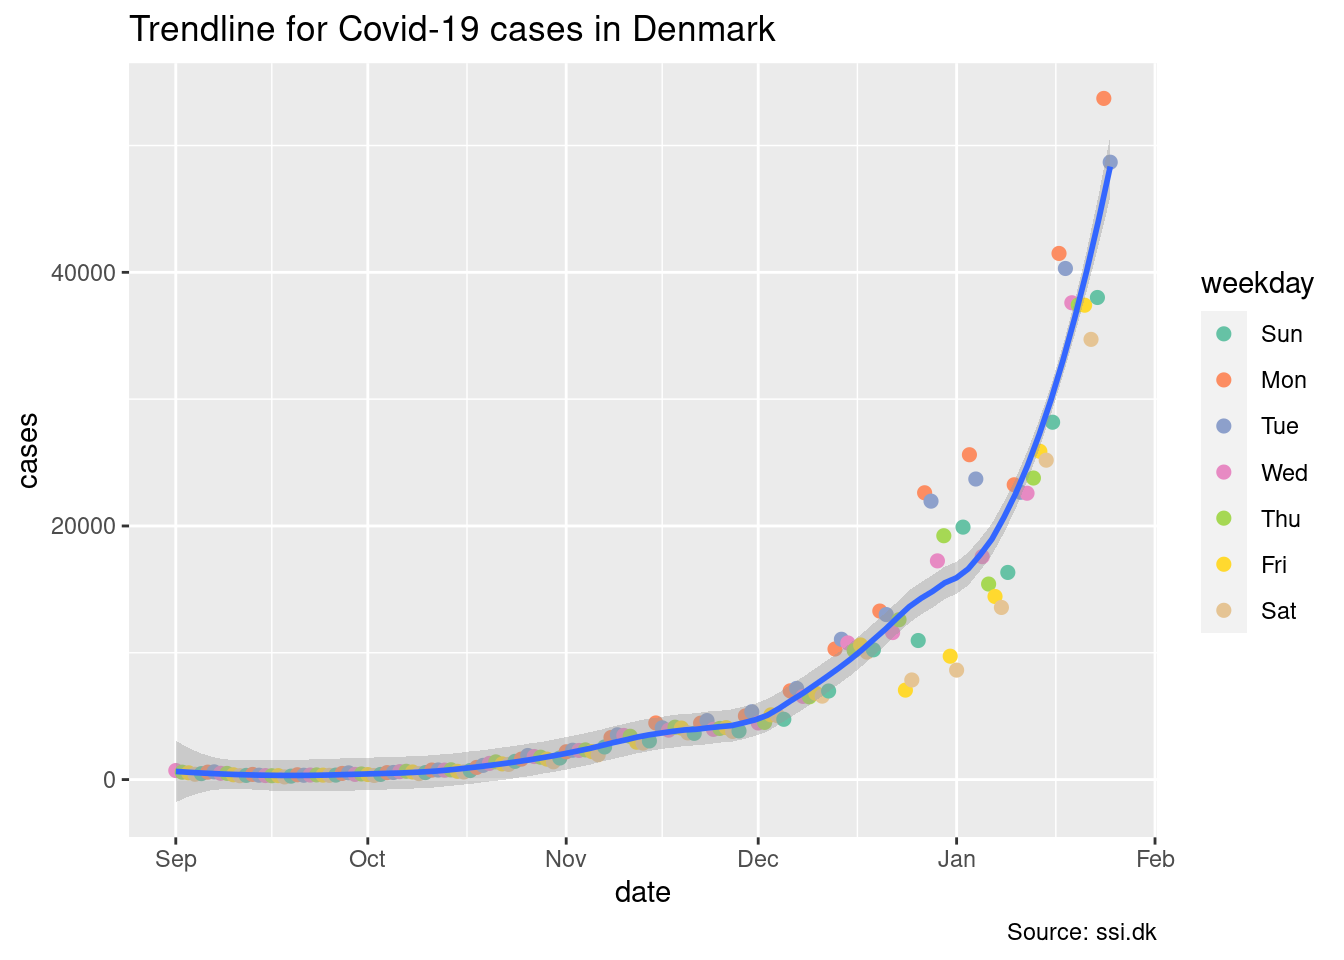 Trendline for Covid-19 cases in Denmark
cases
40000
20000
0
Sep Oct Nov Dec Jan Feb
date
weekday
Sun
Mon
Tue
Wed
Thu
Fri
Sat
Source: ssi.dk